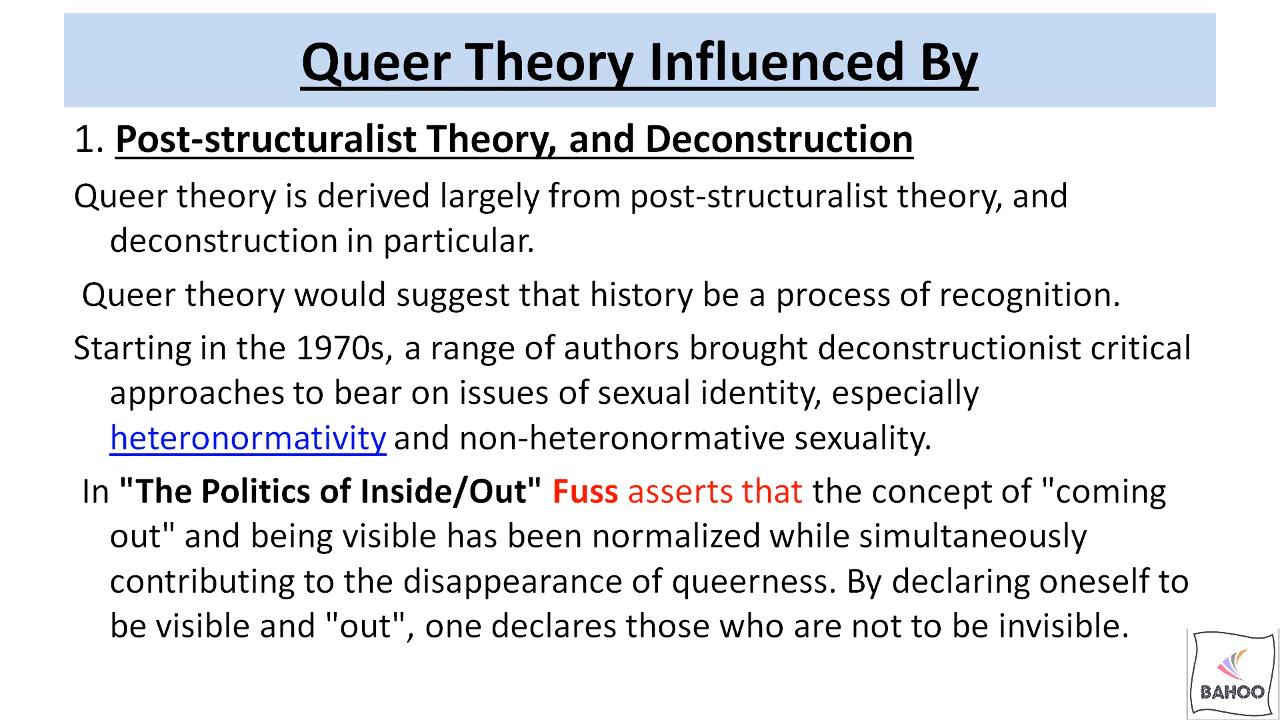 Queer Theory Influenced By
1. Post-structuralist Theory, and Deconstruction
Queer theory is derived largely from post-structuralist theory, and
deconstruction in particular.
Queer theory would suggest that history be a process of recognition.
Starting in the 1970s, a range of authors brought deconstructionist critical
approaches to bear on issues of sexual identity, especially
heteronormativity and non-heteronormative sexuality.
In "The Politics of Inside/Out" Fuss asserts that the concept of "coming
out" and being visible has been normalized while simultaneously
contributing to the disappearance of queerness. By declaring oneself to
be visible and "out", one declares those who are not to be invisible.
BAHOO